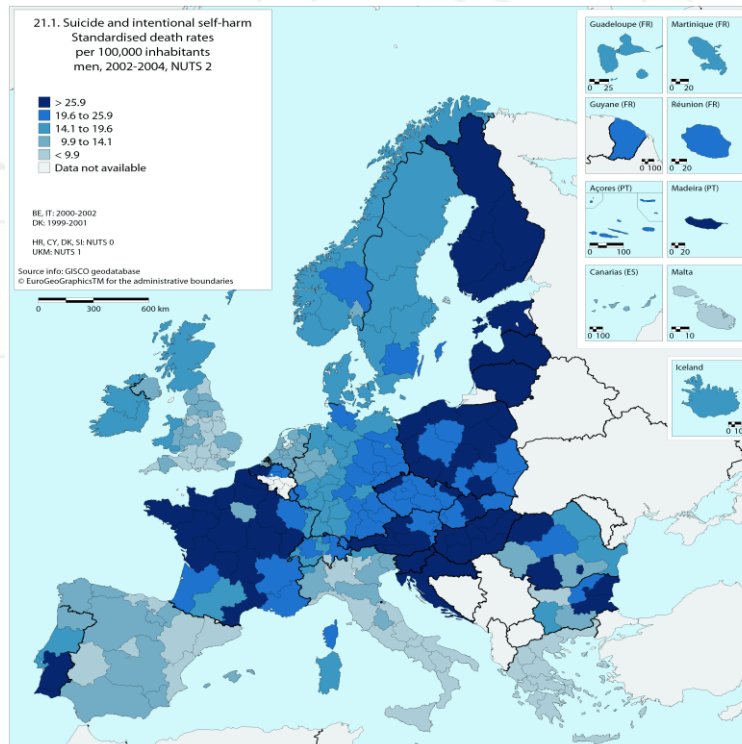 21.1. Suicide and intentional self-harm
Standardised death rates
per 100,000 inhabitants
men, 2002-2004, NUTS 2
> 25.9
19.6 to 25.9
14.1 to 19.6
9.9 to 14.1
< 9.9
Data not available
BE, IT: 2000-2002
DK: 1999-2001
HR, CY, DK, SI: NUTS 0
UKM: NUTS 1
Source info: GISCO geodatabase
© EuroGeoGraphicsTM for the administrative boundaries
0 300 600 km
Guadeloupe (FR)
0 25
Martinique (FR)
0 20
Guyane (FR)
0 100
Réunion (FR)
0 20
Açores (PT)
0 100
Madeira (PT)
0 20
Canarias (ES)
0 100
Malta
0 10
Iceland
0 10